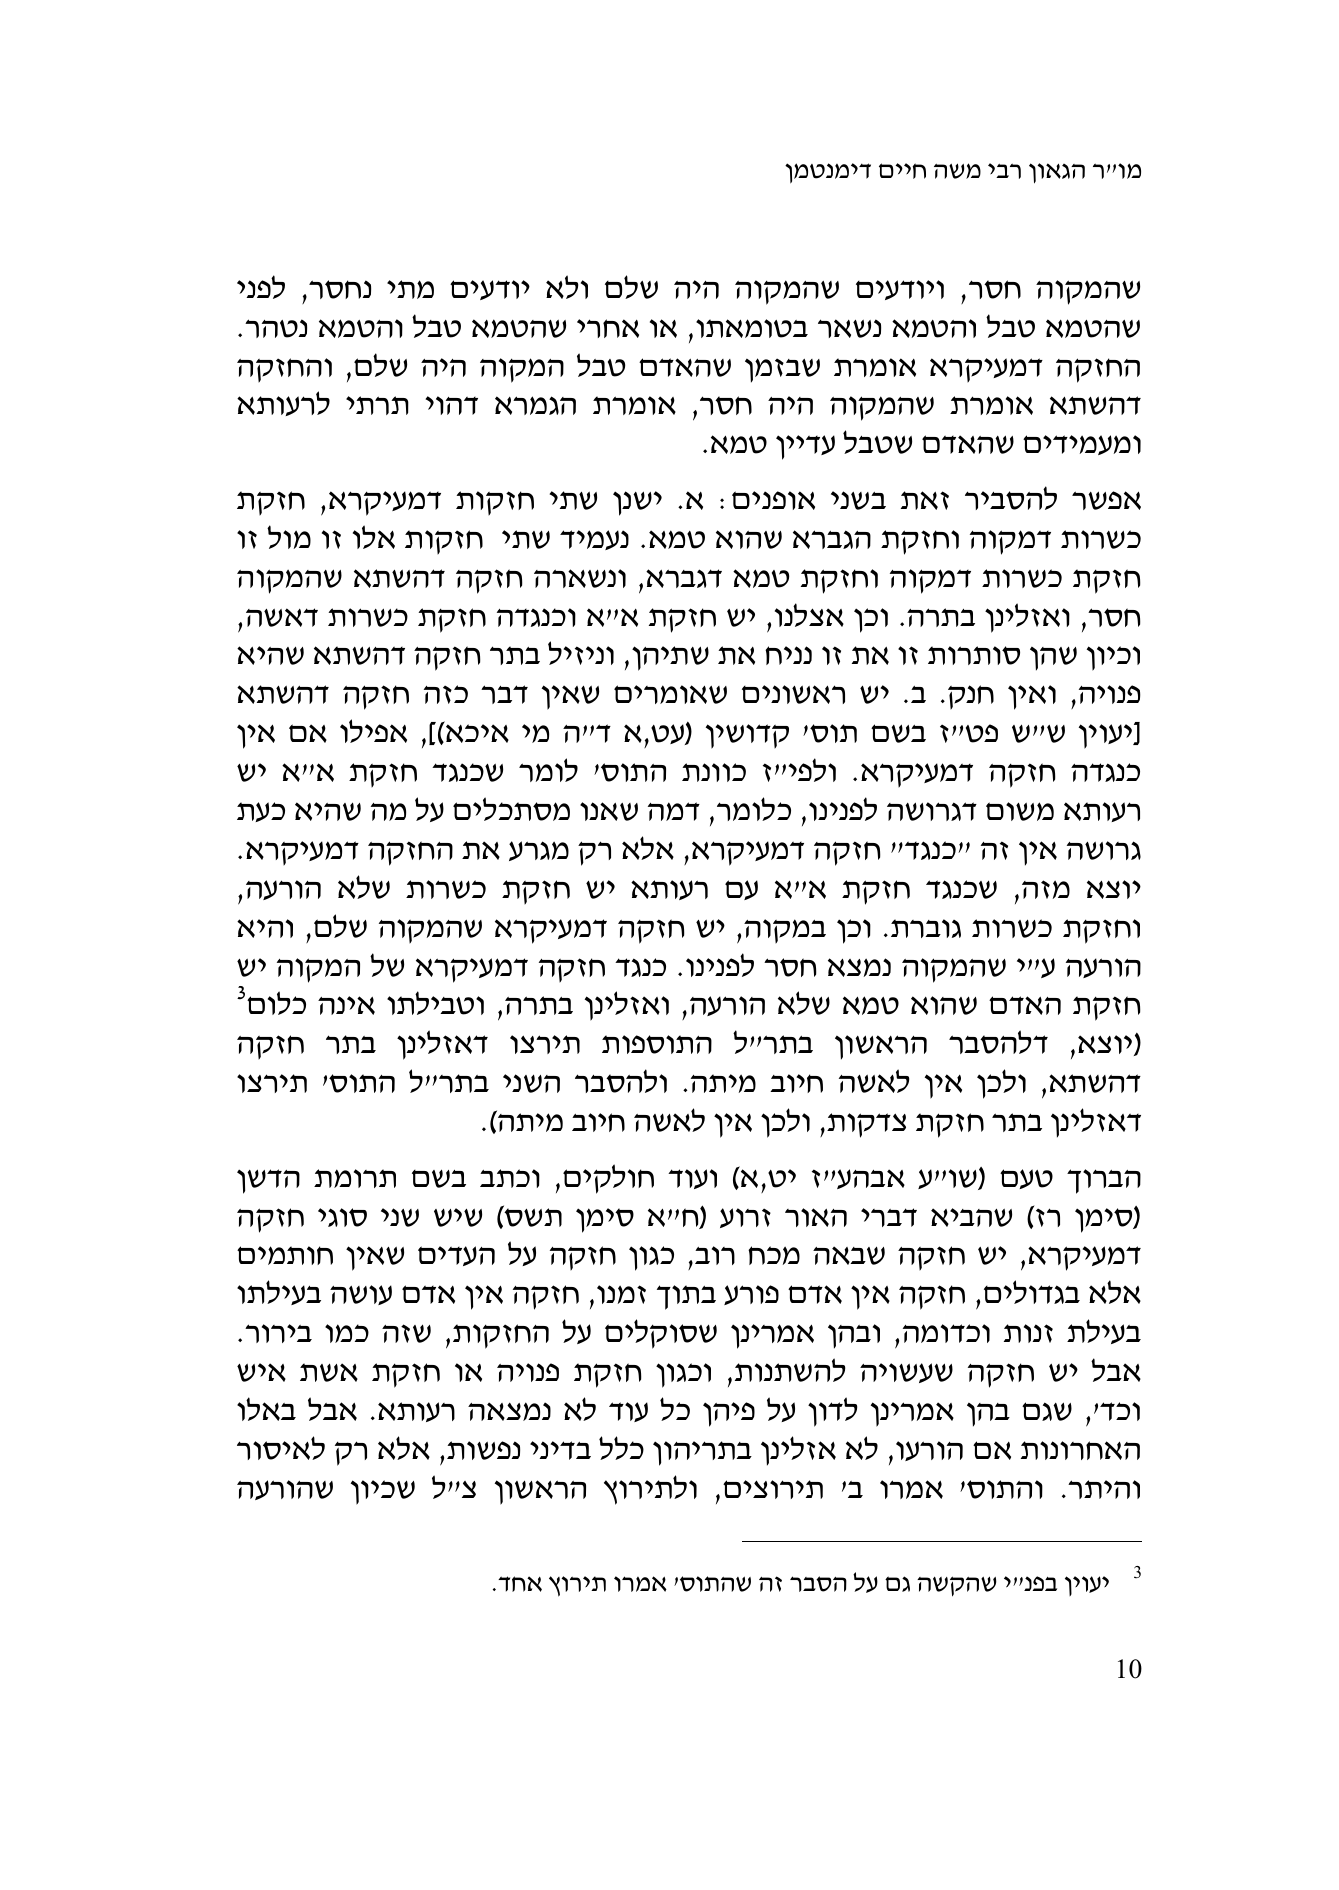 מו״ר הגאון רבי משה חיים דימנטמן
שהמקוה חסר, ויודעים שהמקוה היה שלם ולא יודעים מתי נחסר, לפני
שהטמא טבל והטמא נשאר בטומאתו, או אחרי שהטמא טבל והטמא נטהר.
החזקה דמעיקרא אומרת שבזמן שהאדם טבל המקוה היה שלם, והחזקה
דהשתא אומרת שהמקוה היה חסר, אומרת הגמרא דהוי תרתי לרעותא
ומעמידים שהאדם שטבל עדיין טמא.
אפשר להסביר זאת בשני אופנים: א. ישנן שתי חזקות דמעיקרא, חזקת
כשרות דמקוה וחזקת הגברא שהוא טמא. נעמיד שתי חזקות אלו זו מול זו
חזקת כשרות דמקוה וחזקת טמא דגברא, ונשארה חזקה דהשתא שהמקוה
חסר, ואזלינן בתרה. וכן אצלנו, יש חזקת א״א וכנגדה חזקת כשרות דאשה,
וכיון שהן סותרות זו את זו נניח את שתיהן, וניזיל בתר חזקה דהשתא שהיא
פנויה, ואין חנק. ב. יש ראשונים שאומרים שאין דבר כזה חזקה דהשתא
[יעוין ש״ש פט״ז בשם תוס׳ קדושין (עט,א ד״ה מי איכא)], אפילו אם אין
כנגדה חזקה דמעיקרא. ולפי״ז כוונת התוס׳ לומר שכנגד חזקת א״א יש
רעותא משום דגרושה לפנינו, כלומר, דמה שאנו מסתכלים על מה שהיא כעת
גרושה אין זה ״כנגד״ חזקה דמעיקרא, אלא רק מגרע את החזקה דמעיקרא.
יוצא מזה, שכנגד חזקת א״א עם רעותא יש חזקת כשרות שלא הורעה,
וחזקת כשרות גוברת. וכן במקוה, יש חזקה דמעיקרא שהמקוה שלם, והיא
הורעה ע״י שהמקוה נמצא חסר לפנינו. כנגד חזקה דמעיקרא של המקוה יש
חזקת האדם שהוא טמא שלא הורעה, ואזלינן בתרה, וטבילתו אינה כלום3
(יוצא, דלהסבר הראשון בתר״ל התוספות תירצו דאזלינן בתר חזקה
דהשתא, ולכן אין לאשה חיוב מיתה. ולהסבר השני בתר״ל התוס׳ תירצו
דאזלינן בתר חזקת צדקות, ולכן אין לאשה חיוב מיתה).
הברוך טעם (שו״ע אבהע״ז יט,א) ועוד חולקים, וכתב בשם תרומת הדשן
(סימן רז) שהביא דברי האור זרוע (ח״א סימן תשס) שיש שני סוגי חזקה
דמעיקרא, יש חזקה שבאה מכח רוב, כגון חזקה על העדים שאין חותמים
אלא בגדולים, חזקה אין אדם פורע בתוך זמנו, חזקה אין אדם עושה בעילתו
בעילת זנות וכדומה, ובהן אמרינן שסוקלים על החזקות, שזה כמו בירור.
אבל יש חזקה שעשויה להשתנות, וכגון חזקת פנויה או חזקת אשת איש
וכד׳, שגם בהן אמרינן לדון על פיהן כל עוד לא נמצאה רעותא. אבל באלו
האחרונות אם הורעו, לא אזלינן בתריהון כלל בדיני נפשות, אלא רק לאיסור
והיתר. והתוס׳ אמרו ב׳ תירוצים, ולתירוץ הראשון צ״ל שכיון שהורעה
3 יעוין בפנ״י שהקשה גם על הסבר זה שהתוס׳ אמרו תירוץ אחד.
10